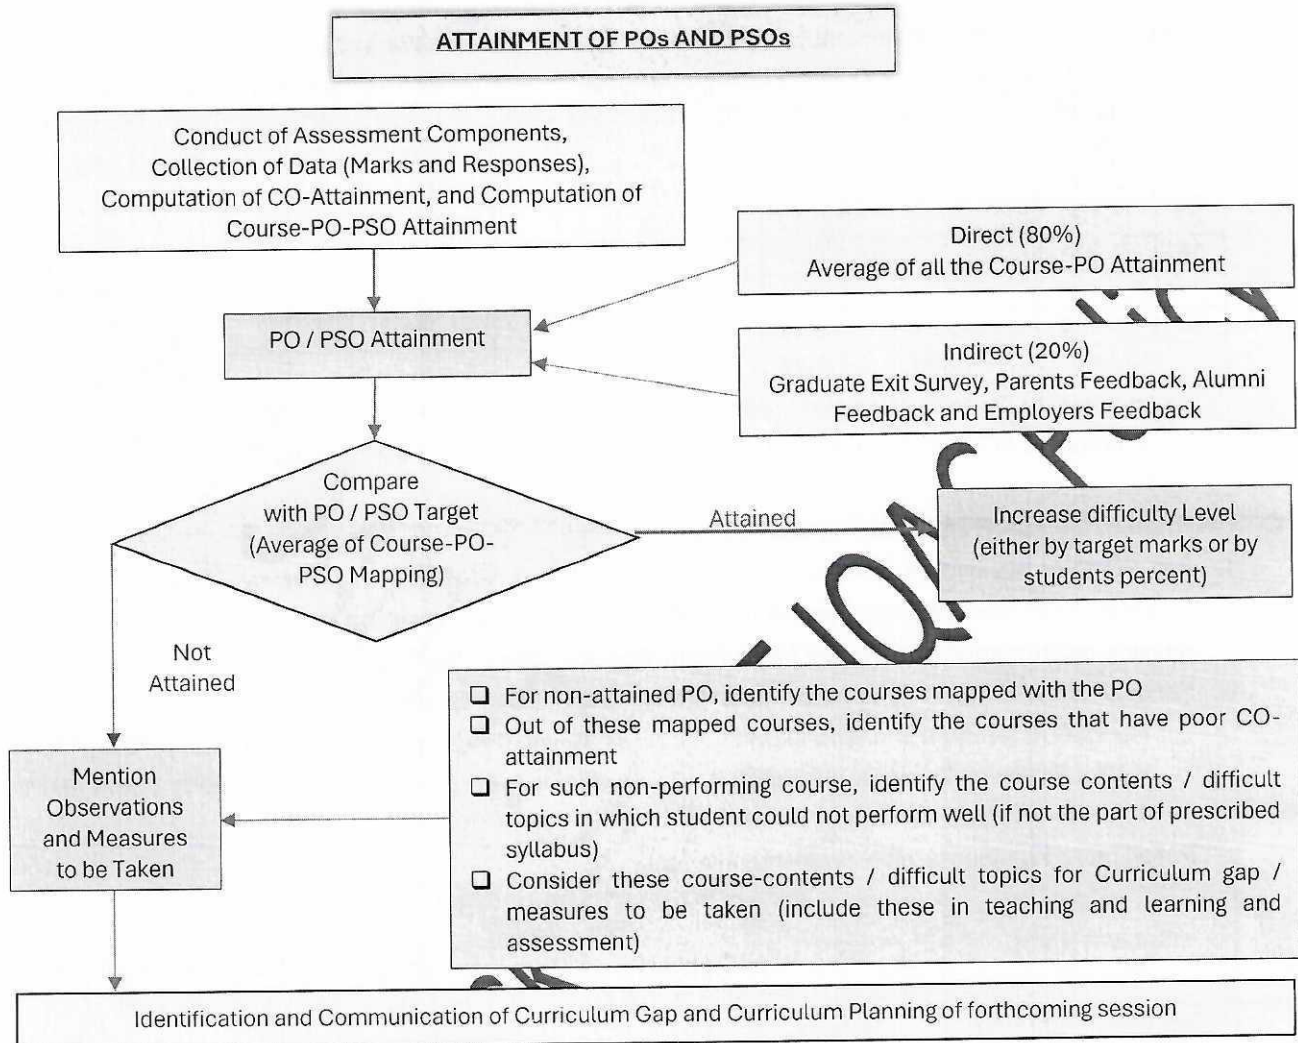 ATTAINMENT OF POs AND PSOs
Conduct of Assessment Components,
Collection of Data (Marks and Responses),
Computation of CO-Attainment, and Computation of
Course-PO-PSO Attainment
Direct (80%)
Average of all the Course-PO Attainment
PO / PSO Attainment
Indirect (20%)
Graduate Exit Survey, Parents Feedback, Alumni
Feedback and Employers Feedback
Compare
with PO / PSO Target
(Average of Course-PO-
PSO Mapping)
Attained
Increase difficulty Level
(either by target marks or by
students percent)
Not
Attained
❑ For non-attained PO, identify the courses mapped with the PO
❑ Out of these mapped courses, identify the courses that have poor CO-
attainment
❑ For such non-performing course, identify the course contents / difficult
topics in which student could not perform well (if not the part of prescribed
syllabus)
❑ Consider these course-contents / difficult topics for Curriculum gap /
measures to be taken (include these in teaching and learning and
assessment)
Mention
Observations
and Measures
to be Taken
Identification and Communication of Curriculum Gap and Curriculum Planning of forthcoming session